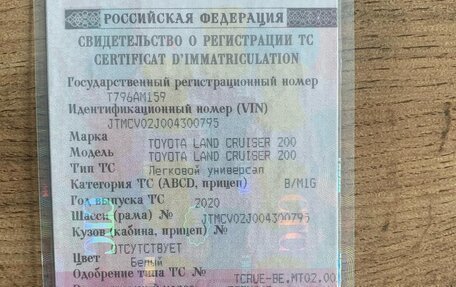 РОССИЙСКАЯ ФЕДЕРАЦИЯ
СВИДЕТЕЛЬСТВО О РЕГИСТРАЦИИ ТС
CERTIFICAT D'IMMATRICULATION
Государственный регистрационный номер
Т796АМ159
Идентификационный номер (VIN)
JTMCV02J004300795
Марка TOYOTA LAND CRUISER 200
Модель TOYOTA LAND CRUISER 200
Тип ТС Легковой универсал
Категория ТС (ABCD, прицеп) B/M1G
Год выпуска ТС 2020
Шасси (рама) № JTMCV02J004300795
Кузов (кабина, прицеп) №
ОТСУТСТВУЕТ
Цвет Белый
Одобрение типа ТС № ТСRUE-BE.MT02.00